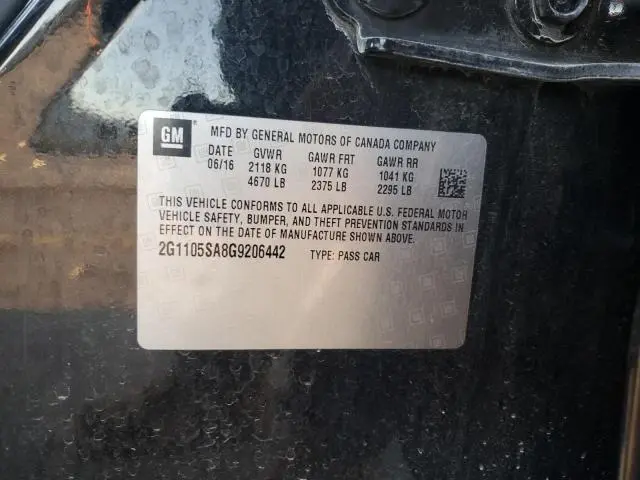 GM MFD BY GENERAL MOTORS OF CANADA COMPANY
DATE GVWR GAWR FRT GAWR RR
06/16 2118 KG 1077 KG 1041 KG
4670 LB 2375 LB 2295 LB
THIS VEHICLE CONFORMS TO ALL APPLICABLE U.S. FEDERAL MOTOR
VEHICLE SAFETY, BUMPER, AND THEFT PREVENTION STANDARDS IN
EFFECT ON THE DATE OF MANUFACTURE SHOWN ABOVE.
2G1105SA8G9206442 TYPE: PASS CAR